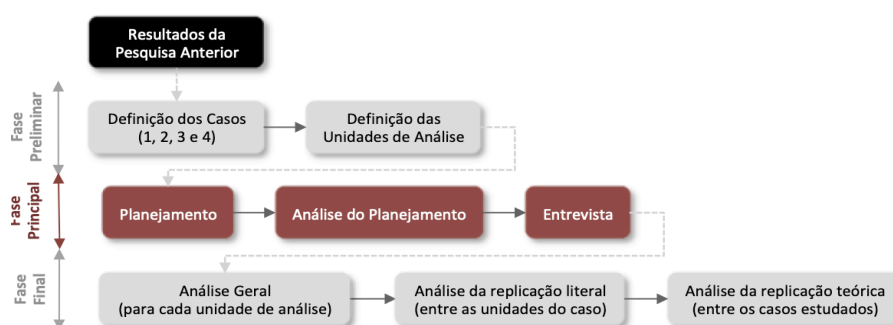 Resultados da
Pesquisa Anterior
Fase
Preliminar
Definição dos Casos
(1, 2, 3 e 4)
Definição das
Unidades de Análise
Fase
Principal
Planejamento
Análise do Planejamento
Entrevista
Fase
Final
Análise Geral
(para cada unidade de análise)
Análise da replicação literal
(entre as unidades do caso)
Análise da replicação teórica
(entre os casos estudados)